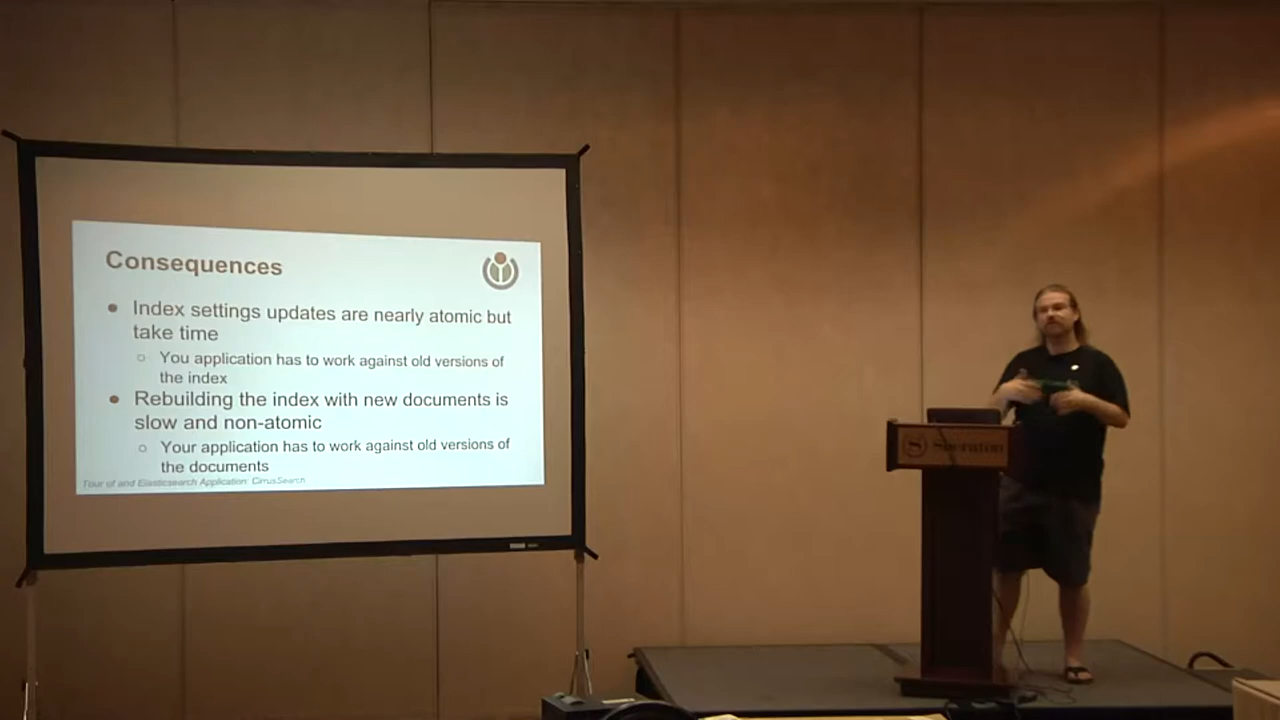 Consequences
Index settings updates are nearly atomic but
take time
You application has to work against old versions of
the index
Rebuilding the index with new documents is
slow and non-atomic
Your application has to work against old versions of
the documents
Tour of and Elasticsearch Application: CirrusSearch
Sheraton